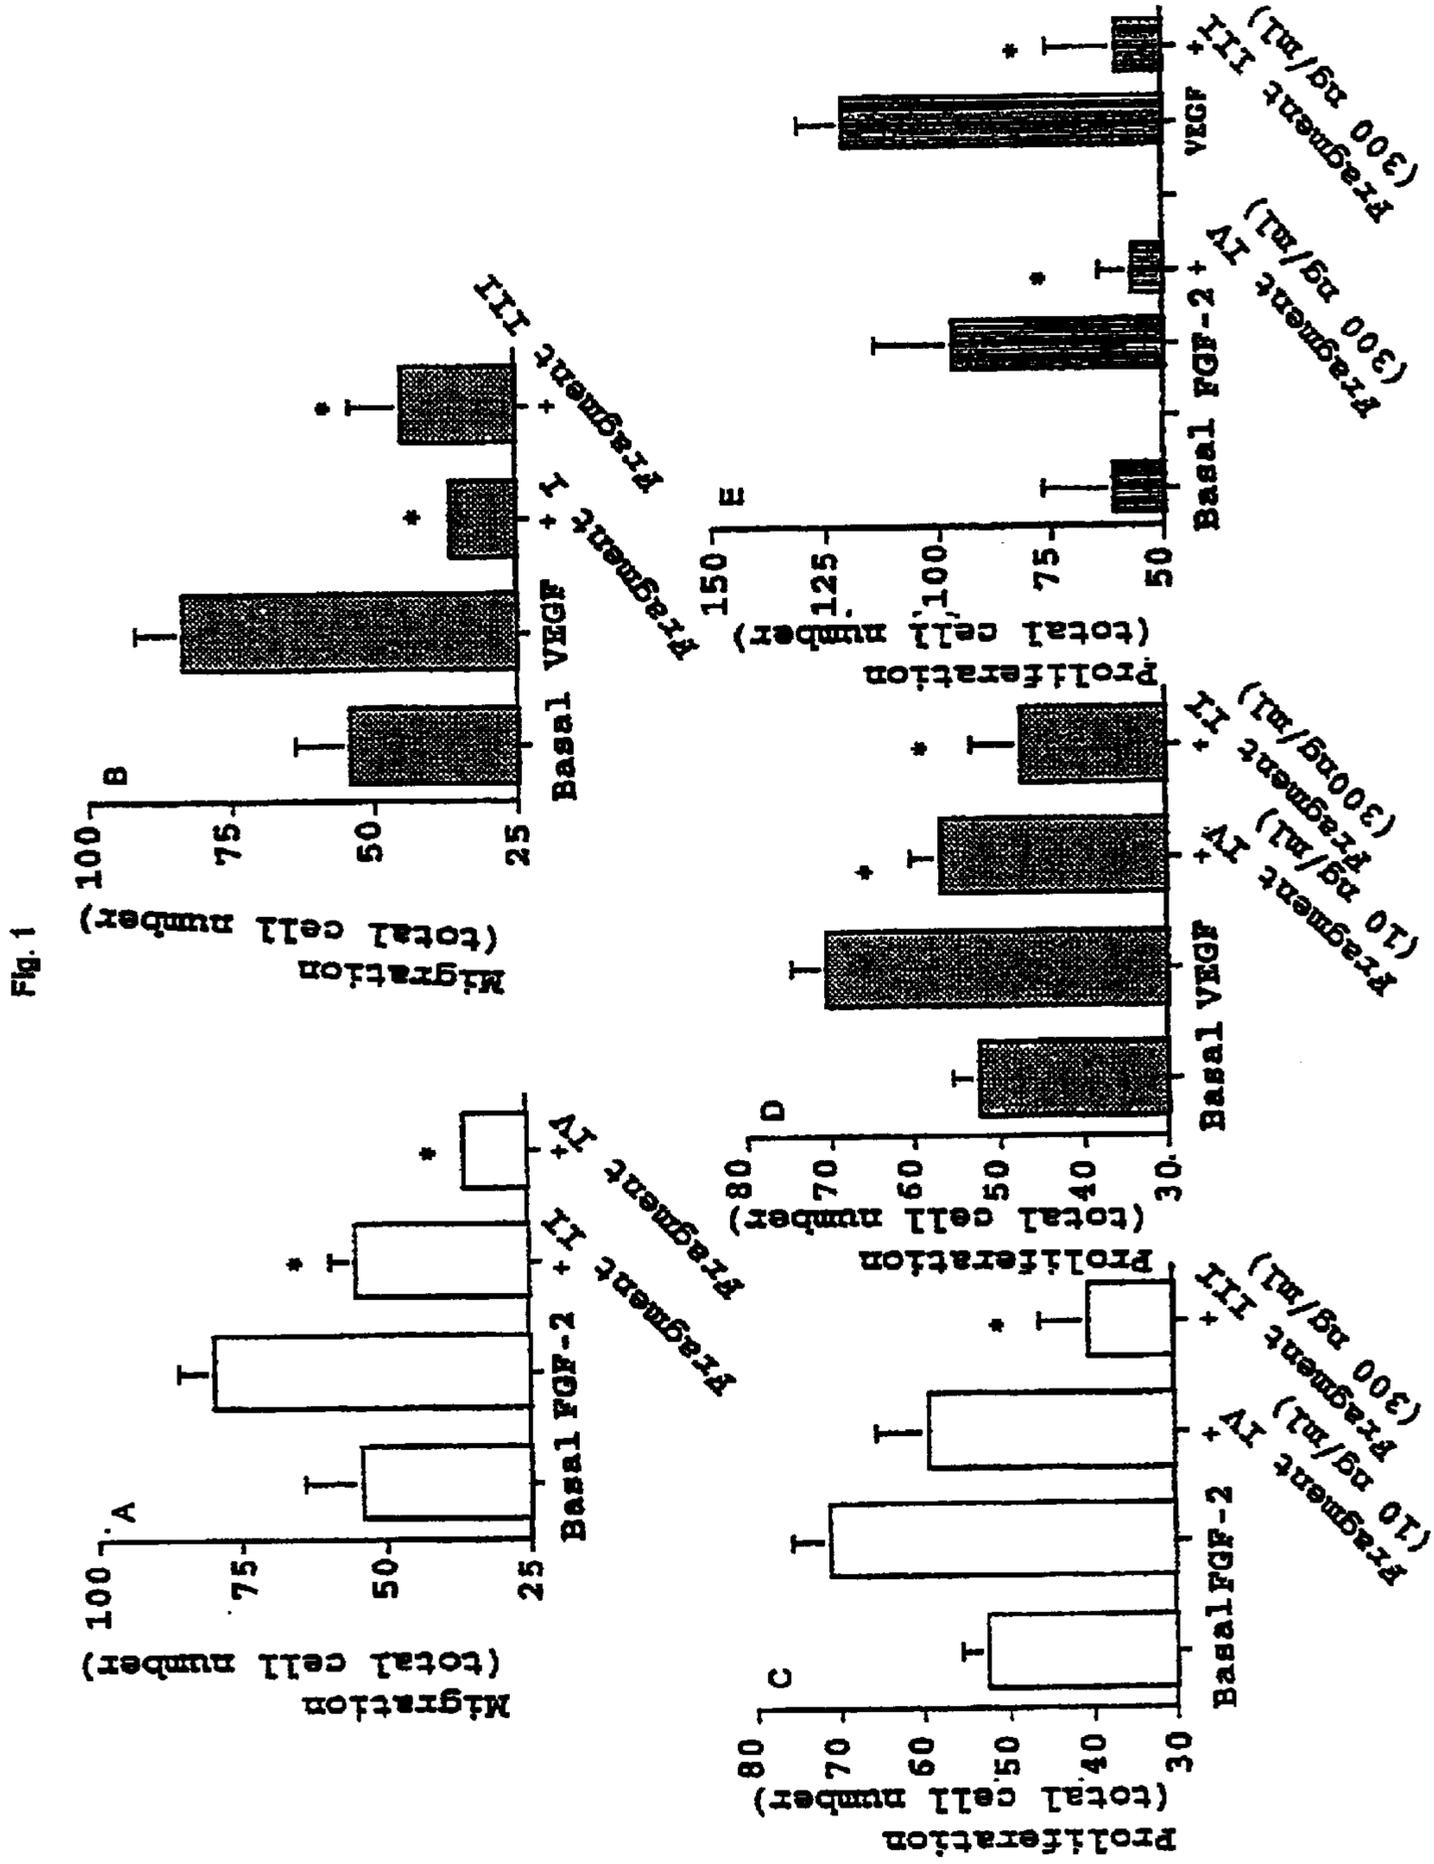 Fig. 1
A
Migration
(total cell number)
100
75
50
25
Basal FGF-2
+
Fragment II
+
Fragment IV
*
*
B
Migration
(total cell number)
100
75
50
25
Basal VEGF
+
Fragment I
+
Fragment III
*
*
C
Proliferation
(total cell number)
80
70
60
50
40
30
Basal FGF-2
+
Fragment IV
(10 ng/ml)
+
Fragment III
(300 ng/ml)
*
D
Proliferation
(total cell number)
80
70
60
50
40
30
Basal VEGF
+
Fragment IV
(10 ng/ml)
+
Fragment II
(300ng/ml)
*
*
E
Proliferation
(total cell number)
150
125
100
75
50
Basal FGF-2
+
Fragment IV
(300 ng/ml)
VEGF
+
Fragment III
(300 ng/ml)
*
*